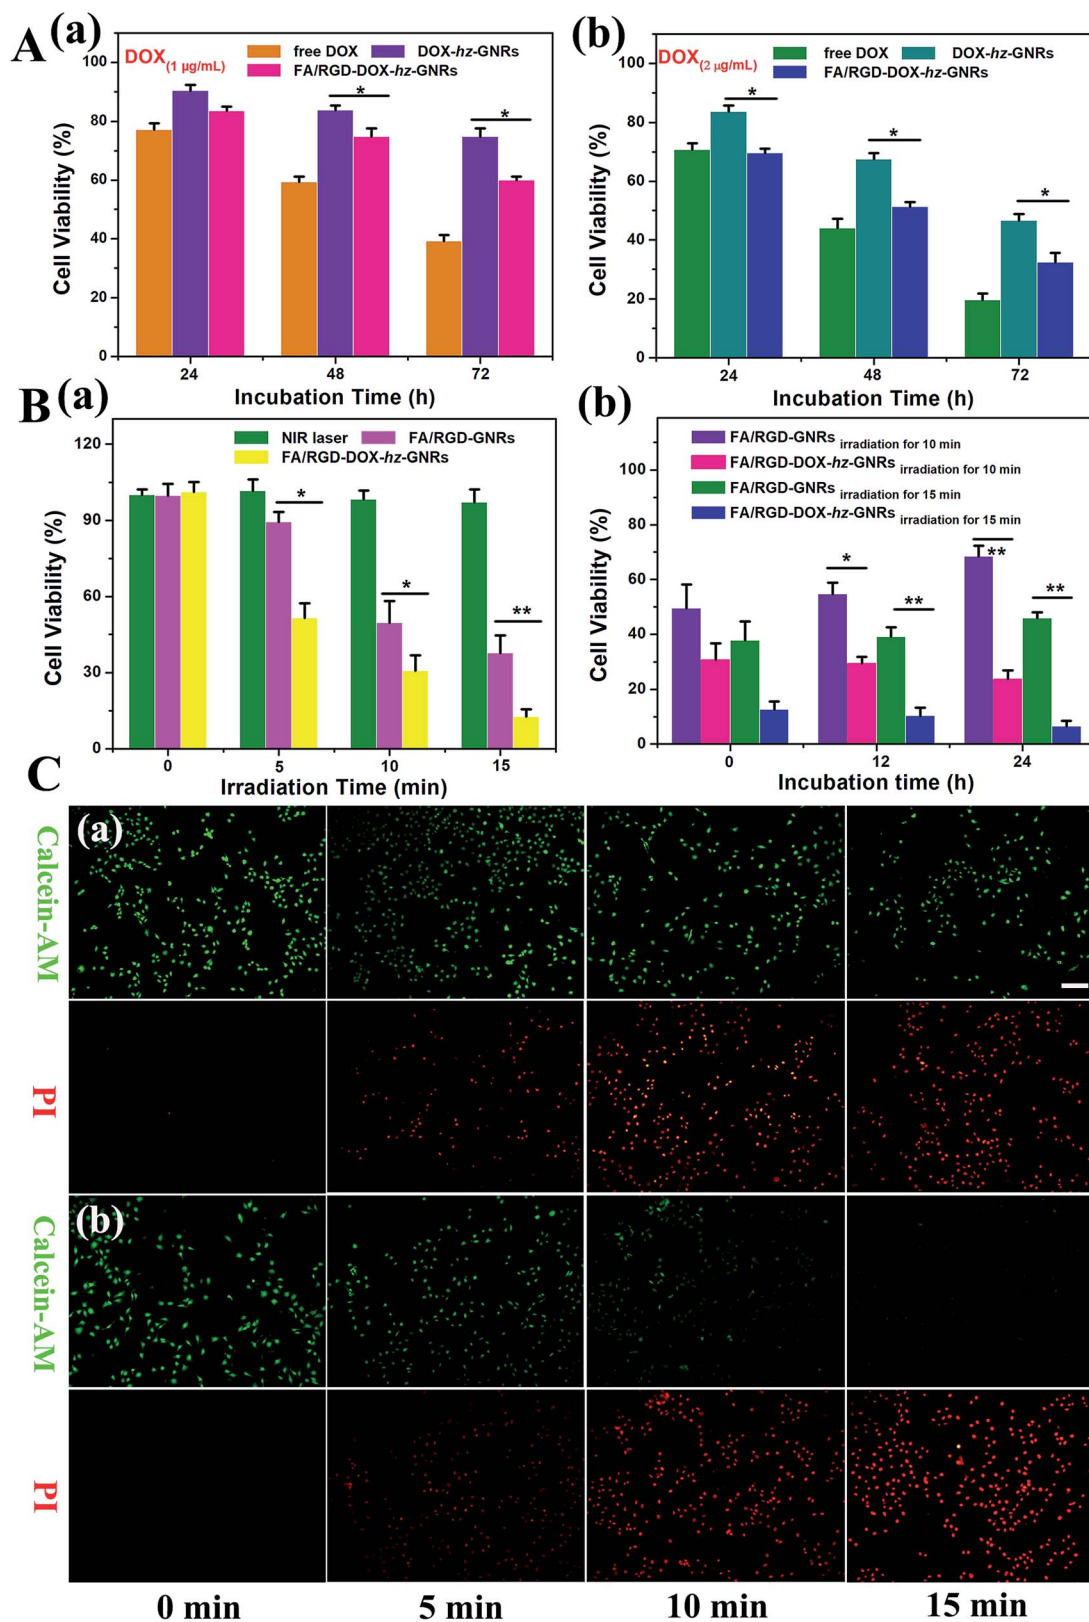 A
(a)
DOX(1 µg/mL)
free DOX
DOX-hz-GNRs
FA/RGD-DOX-hz-GNRs
100
80
60
40
20
0
Cell Viability (%)
*
*
24
48
72
Incubation Time (h)
(b)
DOX(2 µg/mL)
free DOX
DOX-hz-GNRs
FA/RGD-DOX-hz-GNRs
100
80
60
40
20
0
Cell Viability (%)
*
*
*
24
48
72
Incubation Time (h)
B
(a)
NIR laser
FA/RGD-GNRs
FA/RGD-DOX-hz-GNRs
120
90
60
30
0
Cell Viability (%)
*
*
**
0
5
10
15
Irradiation Time (min)
(b)
FA/RGD-GNRs irradiation for 10 min
FA/RGD-DOX-hz-GNRs irradiation for 10 min
FA/RGD-GNRs irradiation for 15 min
FA/RGD-DOX-hz-GNRs irradiation for 15 min
100
80
60
40
20
0
Cell Viability (%)
*
**
**
**
0
12
24
Incubation time (h)
C
(a)
Calcein-AM
PI
(b)
Calcein-AM
PI
0 min
5 min
10 min
15 min